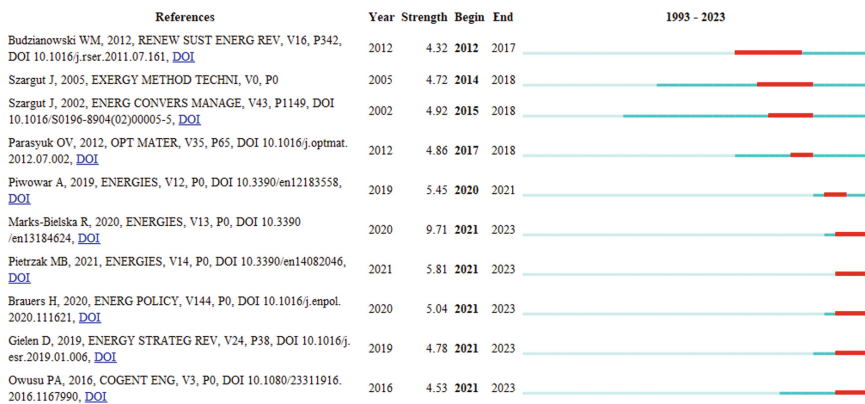 References Year Strength Begin End 1993 - 2023
Budzianowski WM, 2012, RENEW SUST ENERG REV, V16, P342,
DOI 10.1016/j.rser.2011.07.161, DOI 2012 4.32 2012 2017
Szargut J, 2005, EXERGY METHOD TECHNI, V0, P0 2005 4.72 2014 2018
Szargut J, 2002, ENERG CONVERS MANAGE, V43, P1149, DOI
10.1016/S0196-8904(02)00005-5, DOI 2002 4.92 2015 2018
Parasyuk OV, 2012, OPT MATER, V35, P65, DOI 10.1016/j.optmat.
2012.07.002, DOI 2012 4.86 2017 2018
Piwowar A, 2019, ENERGIES, V12, P0, DOI 10.3390/en12183558,
DOI 2019 5.45 2020 2021
Marks-Bielska R, 2020, ENERGIES, V13, P0, DOI 10.3390
/en13184624, DOI 2020 9.71 2021 2023
Pietrzak MB, 2021, ENERGIES, V14, P0, DOI 10.3390/en14082046,
DOI 2021 5.81 2021 2023
Brauers H, 2020, ENERG POLICY, V144, P0, DOI 10.1016/j.enpol.
2020.111621, DOI 2020 5.04 2021 2023
Gielen D, 2019, ENERGY STRATEG REV, V24, P38, DOI 10.1016/j.
esr.2019.01.006, DOI 2019 4.78 2021 2023
Owusu PA, 2016, COGENT ENG, V3, P0, DOI 10.1080/23311916.
2016.1167990, DOI 2016 4.53 2021 2023